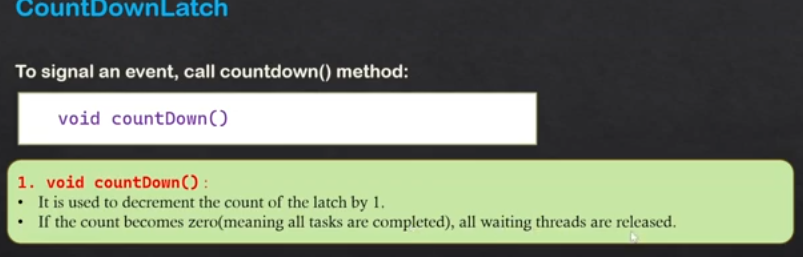 CountDownLatch
To signal an event, call countdown() method:
void countDown()
1. void countDown() :
• It is used to decrement the count of the latch by 1.
• If the count becomes zero(meaning all tasks are completed), all waiting threads are released.